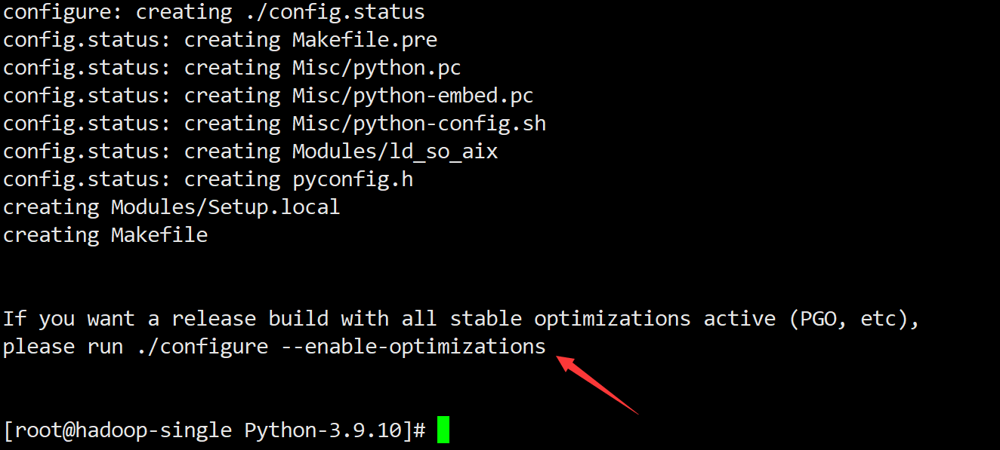 configure: creating ./config.status
config.status: creating Makefile.pre
config.status: creating Misc/python.pc
config.status: creating Misc/python-embed.pc
config.status: creating Misc/python-config.sh
config.status: creating Modules/ld_so_aix
config.status: creating pyconfig.h
creating Modules/Setup.local
creating Makefile
If you want a release build with all stable optimizations active (PGO, etc),
please run ./configure --enable-optimizations
[root@hadoop-single Python-3.9.10]#